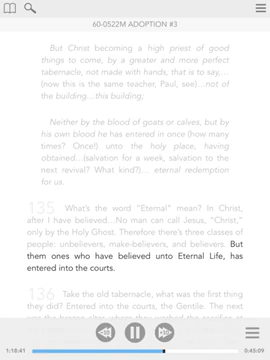 60-0522M ADOPTION #3
But Christ becoming a high priest of good
things to come, by a greater and more perfect
tabernacle, not made with hands, that is to say,...
(now this is the same teacher, Paul, see)...not of
the building...this building;
Neither by the blood of goats or calves, but by
his own blood he has entered in once (how many
times? Once!) unto the holy place, having
obtained...(salvation for a week, salvation to the
next revival? What kind?)... eternal redemption
for us.
135 What's the word "Eternal" mean? In Christ,
after I have believed...No man can call Jesus, "Christ,"
only by the Holy Ghost. Therefore there's three classes of
people: unbelievers, make-believers, and believers. But
them ones who have believed unto Eternal Life, has
entered into the courts.
136 Take the old tabernacle, what was the first thing
they did? Entered into the courts, the Gentile. The next
1:18:41
0:45:09